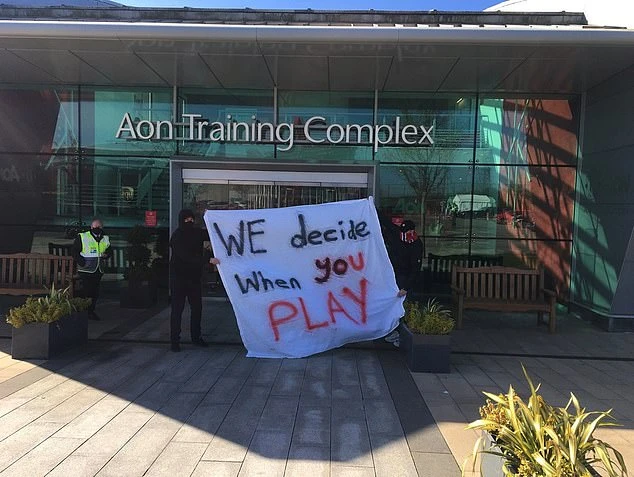 Aon Training Complex
WE decide
When you
PLAY